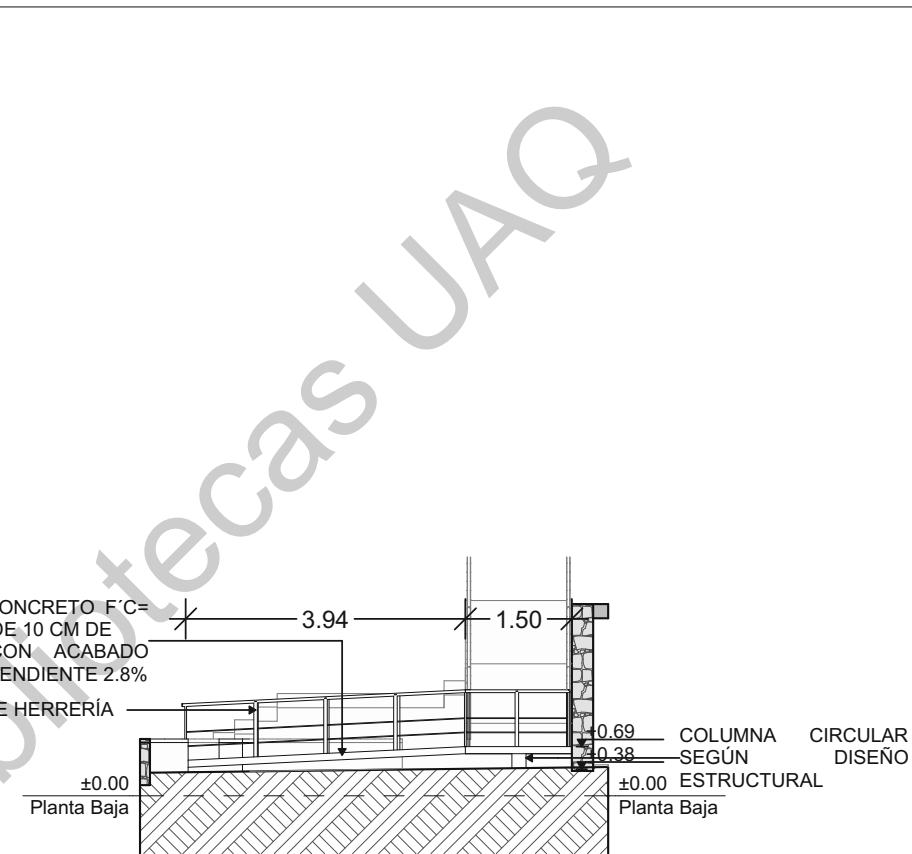 UAQ
3.94
1.50
ONCRETO F´C=
DE 10 CM DE
CON ACABADO
ENDIENTE 2.8%
E HERRERÍA
0.69
0.38
COLUMNA CIRCULAR
SEGÚN DISEÑO
ESTRUCTURAL
±0.00
Planta Baja
±0.00
Planta Baja